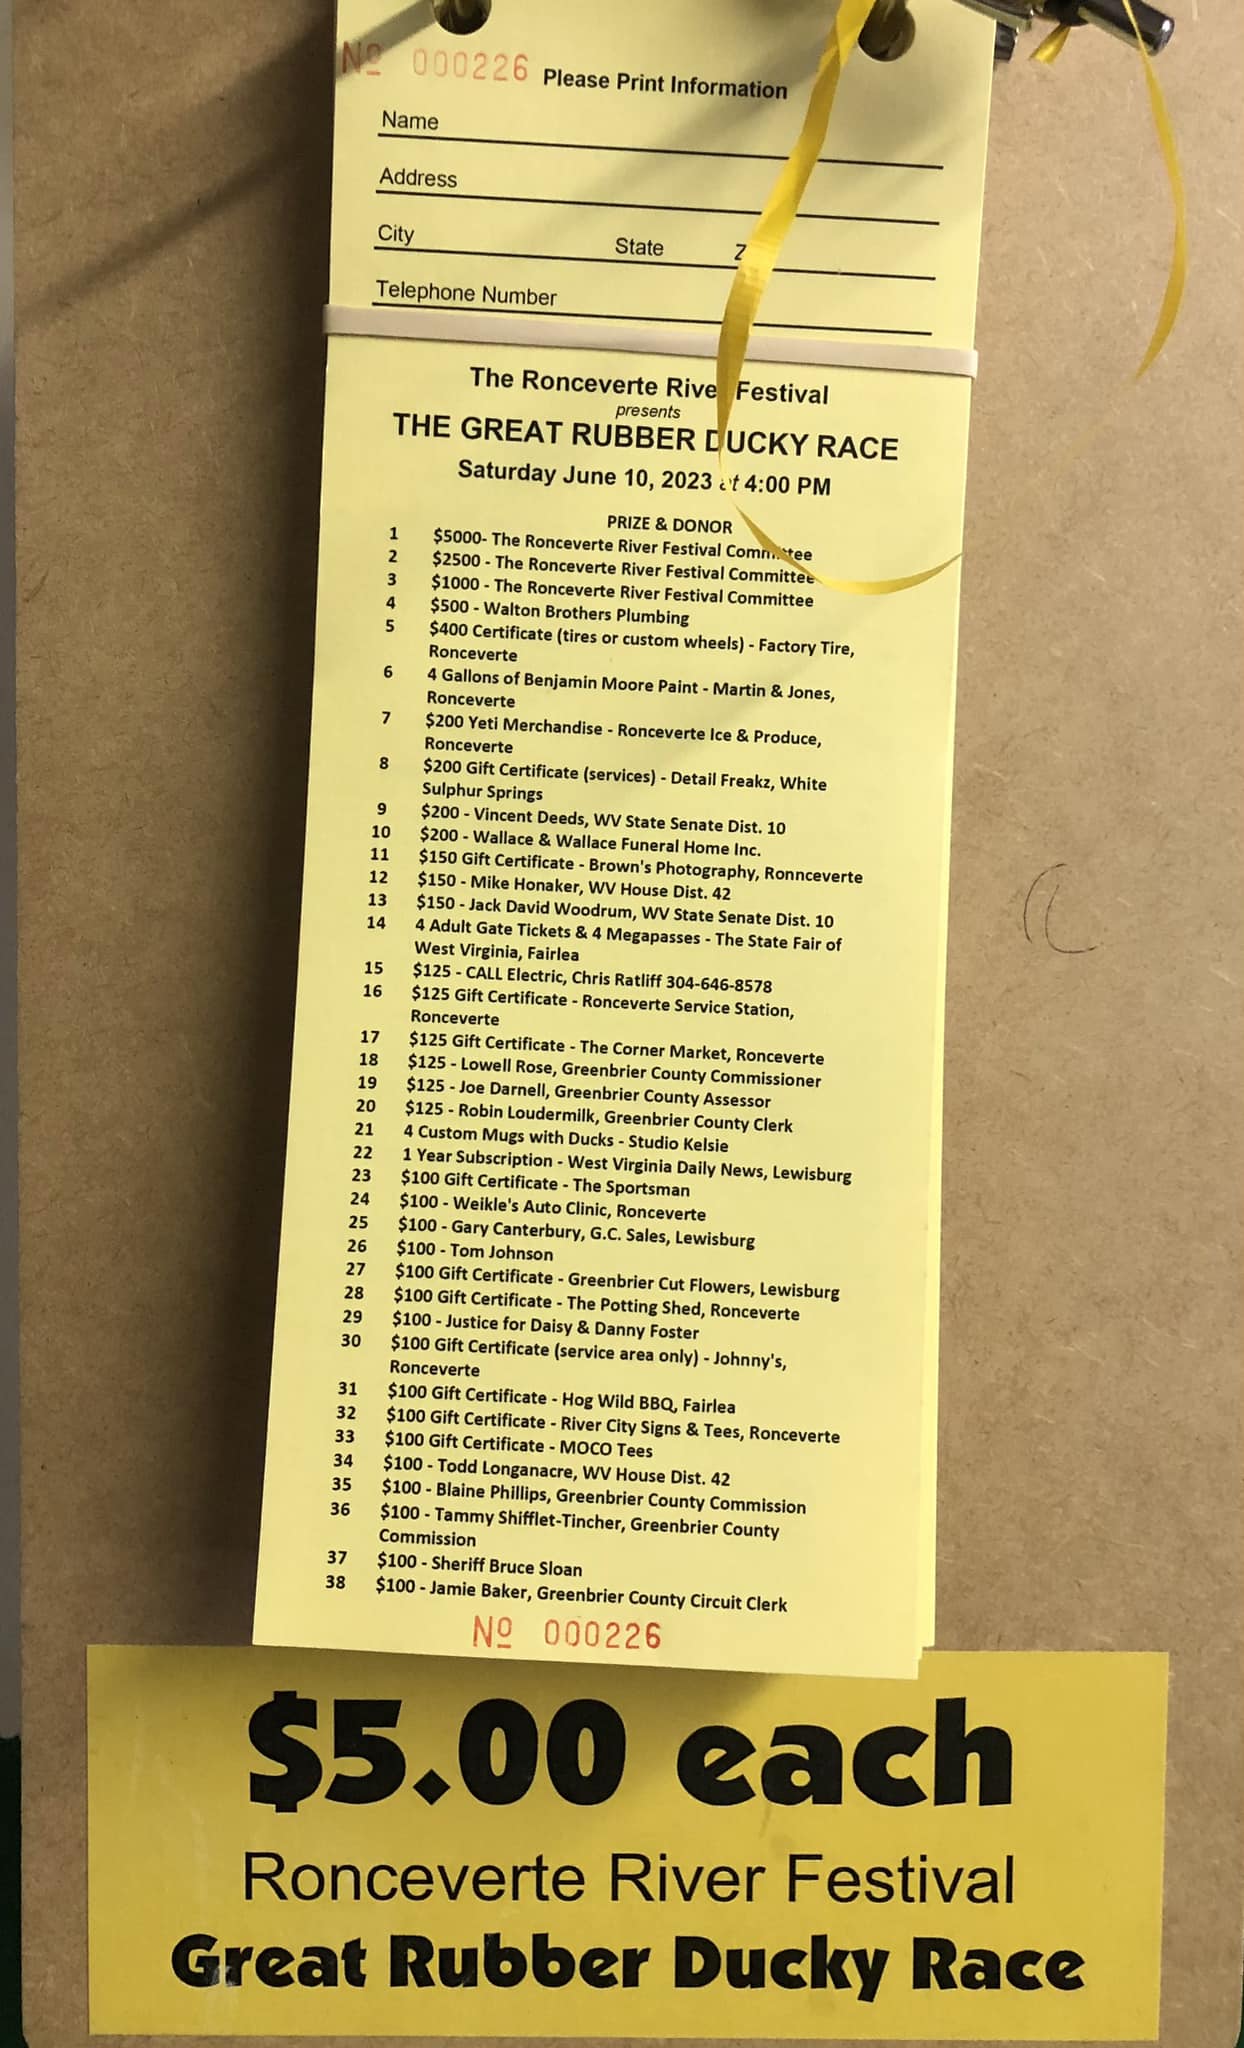 Nº 000226 Please Print Information
Name
Address
City State
Telephone Number
The Ronceverte River Festival
presents
THE GREAT RUBBER DUCKY RACE
Saturday June 10, 2023 at 4:00 PM
PRIZE & DONOR
1 $5000- The Ronceverte River Festival Committee
2 $2500 - The Ronceverte River Festival Committee
3 $1000 - The Ronceverte River Festival Committee
4 $500 - Walton Brothers Plumbing
5 $400 Certificate (tires or custom wheels) - Factory Tire,
Ronceverte
6 4 Gallons of Benjamin Moore Paint - Martin & Jones,
Ronceverte
7 $200 Yeti Merchandise - Ronceverte Ice & Produce,
Ronceverte
8 $200 Gift Certificate (services) - Detail Freakz, White
Sulphur Springs
9 $200 - Vincent Deeds, WV State Senate Dist. 10
10 $200 - Wallace & Wallace Funeral Home Inc.
11 $150 Gift Certificate - Brown's Photography, Ronnceverte
12 $150 - Mike Honaker, WV House Dist. 42
13 $150 - Jack David Woodrum, WV State Senate Dist. 10
14 4 Adult Gate Tickets & 4 Megapasses - The State Fair of
West Virginia, Fairlea
15 $125 - CALL Electric, Chris Ratliff 304-646-8578
16 $125 Gift Certificate - Ronceverte Service Station,
Ronceverte
17 $125 Gift Certificate - The Corner Market, Ronceverte
18 $125 - Lowell Rose, Greenbrier County Commissioner
19 $125 - Joe Darnell, Greenbrier County Assessor
20 $125 - Robin Loudermilk, Greenbrier County Clerk
21 4 Custom Mugs with Ducks - Studio Kelsie
22 1 Year Subscription - West Virginia Daily News, Lewisburg
23 $100 Gift Certificate - The Sportsman
24 $100 - Weikle's Auto Clinic, Ronceverte
25 $100 - Gary Canterbury, G.C. Sales, Lewisburg
26 $100 - Tom Johnson
27 $100 Gift Certificate - Greenbrier Cut Flowers, Lewisburg
28 $100 Gift Certificate - The Potting Shed, Ronceverte
29 $100 - Justice for Daisy & Danny Foster
30 $100 Gift Certificate (service area only) - Johnny's,
Ronceverte
31 $100 Gift Certificate - Hog Wild BBQ, Fairlea
32 $100 Gift Certificate - River City Signs & Tees, Ronceverte
33 $100 Gift Certificate - MOCO Tees
34 $100 - Todd Longanacre, WV House Dist. 42
35 $100 - Blaine Phillips, Greenbrier County Commission
36 $100 - Tammy Shifflet-Tincher, Greenbrier County
Commission
37 $100 - Sheriff Bruce Sloan
38 $100 - Jamie Baker, Greenbrier County Circuit Clerk
Nº 000226
$5.00 each
Ronceverte River Festival
Great Rubber Ducky Race